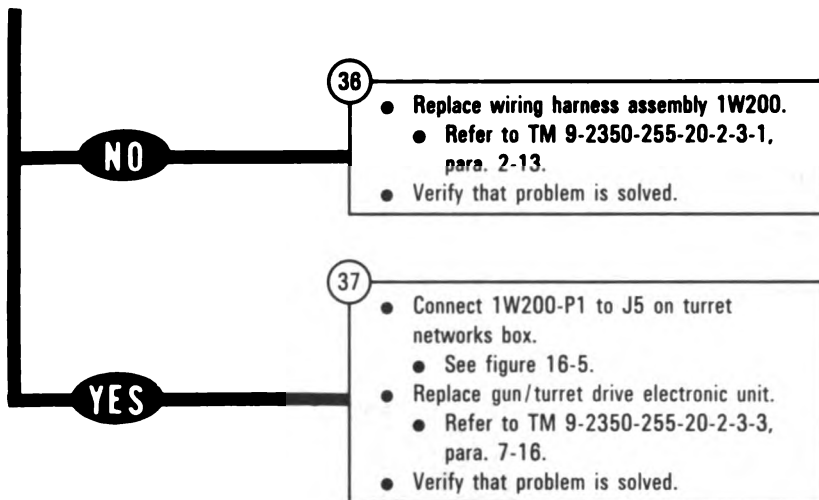 36
● Replace wiring harness assembly 1W200.
● Refer to TM 9-2350-255-20-2-3-1,
para. 2-13.
● Verify that problem is solved.
NO
37
● Connect 1W200-P1 to J5 on turret
networks box.
● See figure 16-5.
● Replace gun/turret drive electronic unit.
● Refer to TM 9-2350-255-20-2-3-3,
para. 7-16.
● Verify that problem is solved.
YES